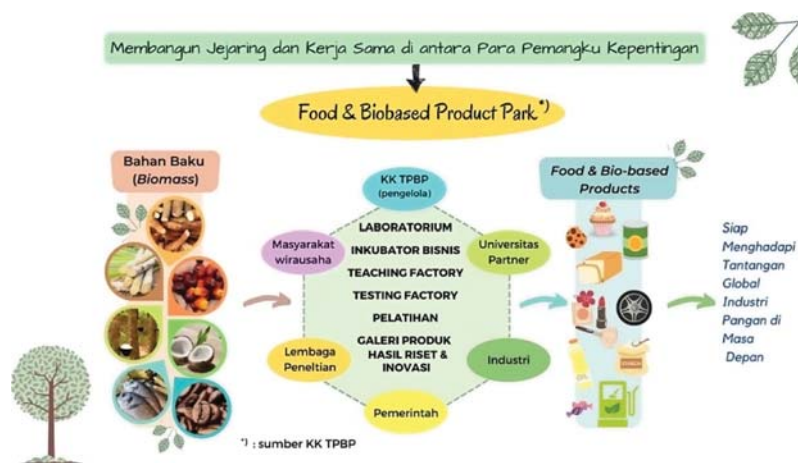 Membangun Jejaring dan Kerja Sama di antara Para Pemangku Kepentingan
Food & Biobased Product Park *)
Bahan Baku
(Biomass)
KK TPBP
(pengelola)
Masyarakat
wirausaha
Universitas
Partner
LABORATORIUM
INKUBATOR BISNIS
TEACHING FACTORY
TESTING FACTORY
PELATIHAN
GALERI PRODUK
HASIL RISET &
INOVASI
Lembaga
Peneltian
Industri
Pemerintah
Food & Bio-based
Products
Siap
Menghadapi
Tantangan
Global
Industri
Pangan di
Masa
Depan
*) : sumber KK TPBP